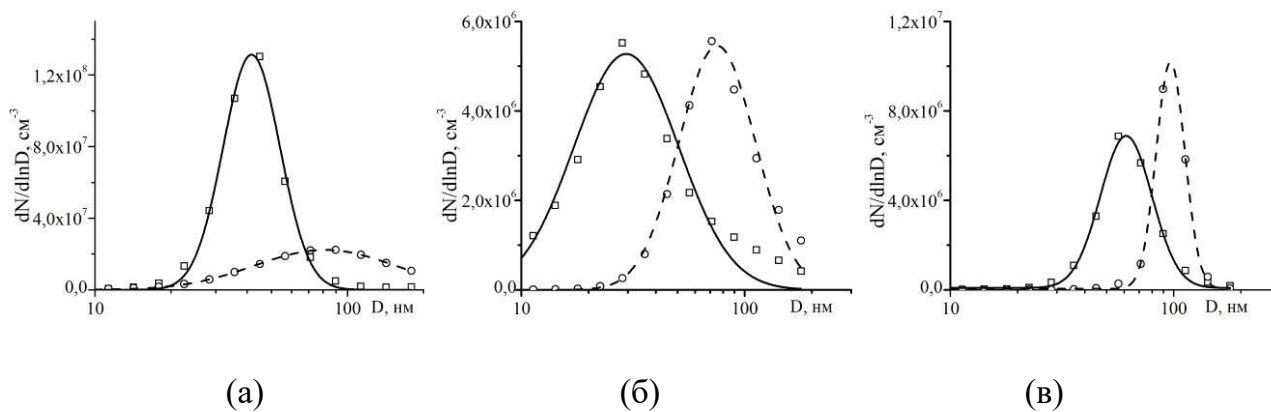 dN/dlnD, см⁻³
1,2x10⁸
8,0x10⁷
4,0x10⁷
0,0
10
100
D, нм
(а)
dN/dlnD, см⁻³
6,0x10⁶
4,0x10⁶
2,0x10⁶
0,0
10
100
D, нм
(б)
dN/dlnD, см⁻³
1,2x10⁷
8,0x10⁶
4,0x10⁶
0,0
10
100
D, нм
(в)